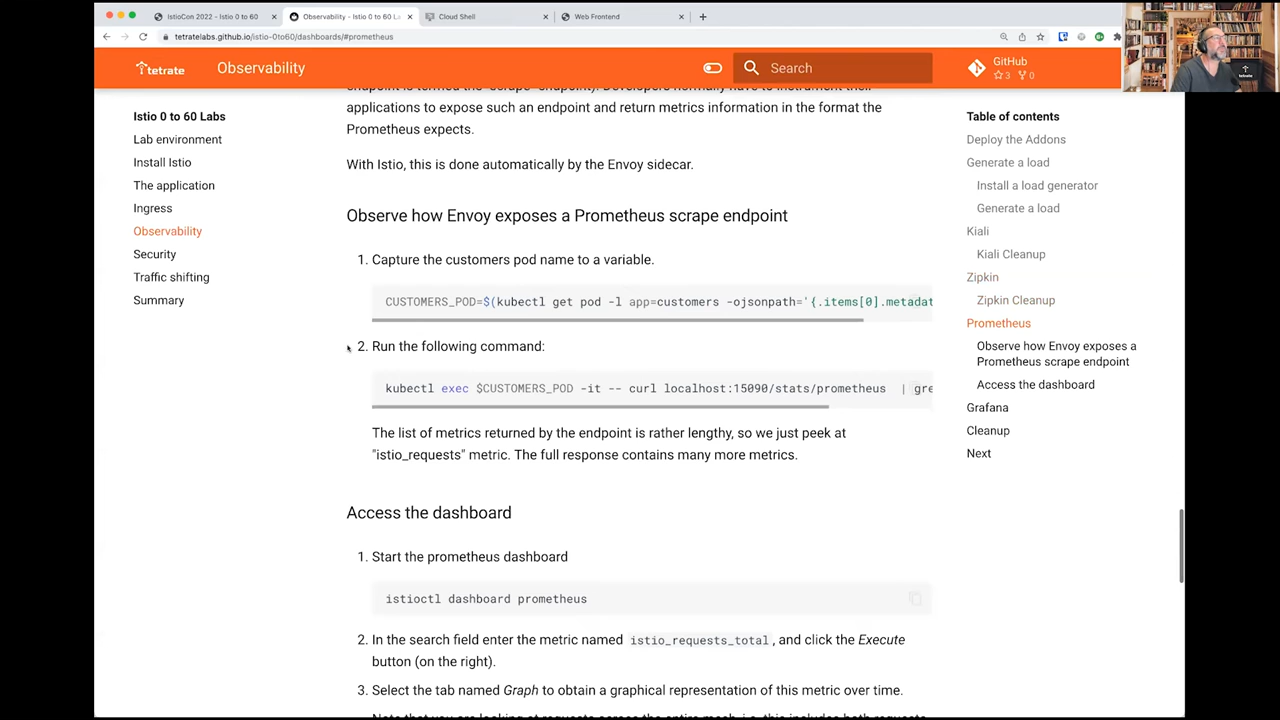 IstioCon 2022 - Istio 0 to 60
Observability - Istio 0 to 60 La
Cloud Shell
Web Frontend
tetratelabs.github.io/istio-0to60/dashboards/#prometheus
tetrate
Observability
Search
GitHub
3 0
tetrate
Istio 0 to 60 Labs
Lab environment
Install Istio
The application
Ingress
Observability
Security
Traffic shifting
Summary
applications to expose such an endpoint and return metrics information in the format the
Prometheus expects.
With Istio, this is done automatically by the Envoy sidecar.
Observe how Envoy exposes a Prometheus scrape endpoint
1. Capture the customers pod name to a variable.
CUSTOMERS_POD=$(kubectl get pod -l app=customers -ojsonpath='{.items[0].metadat
2. Run the following command:
kubectl exec $CUSTOMERS_POD -it -- curl localhost:15090/stats/prometheus | gre
The list of metrics returned by the endpoint is rather lengthy, so we just peek at
"istio_requests" metric. The full response contains many more metrics.
Access the dashboard
1. Start the prometheus dashboard
istioctl dashboard prometheus
2. In the search field enter the metric named istio_requests_total, and click the Execute
button (on the right).
3. Select the tab named Graph to obtain a graphical representation of this metric over time.
Table of contents
Deploy the Addons
Generate a load
Install a load generator
Generate a load
Kiali
Kiali Cleanup
Zipkin
Zipkin Cleanup
Prometheus
Observe how Envoy exposes a
Prometheus scrape endpoint
Access the dashboard
Grafana
Cleanup
Next